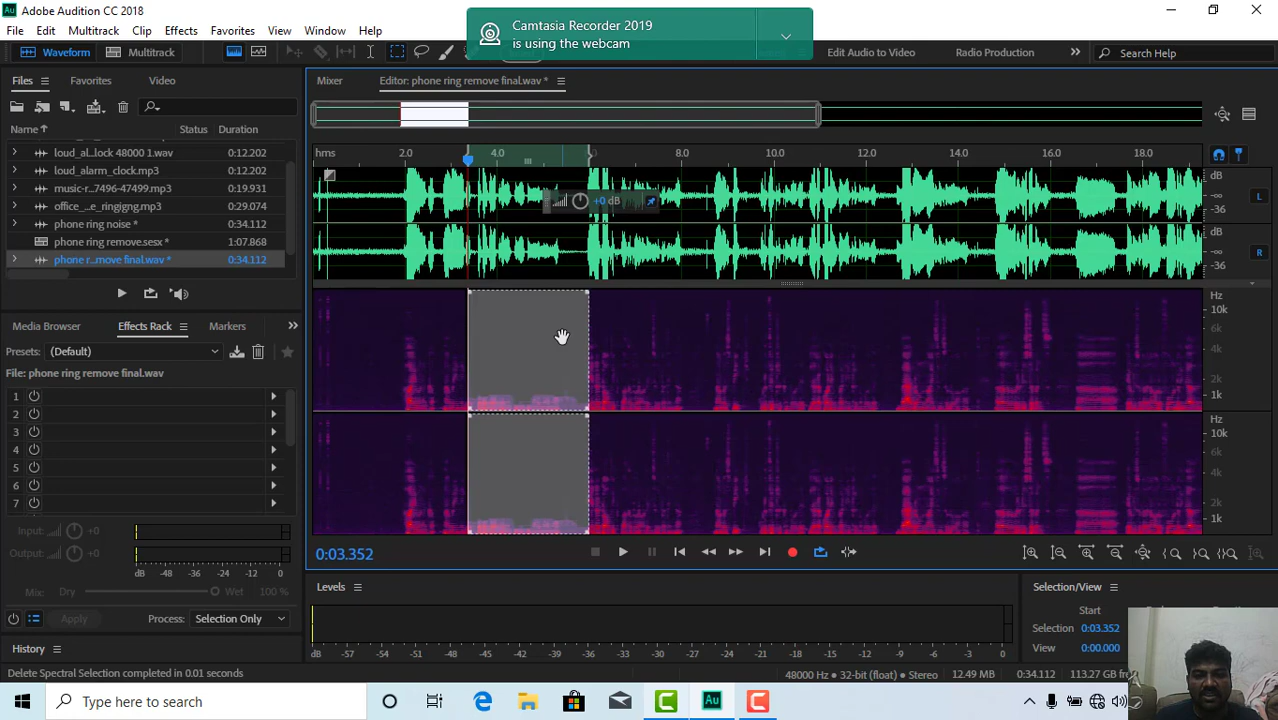 Adobe Audition CC 2018
Camtasia Recorder 2019
is using the webcam
File Edit Multitrack Clip Effects Favorites View Window Help
Waveform Multitrack
Edit Audio to Video Radio Production Search Help
Files Favorites Video
Mixer Editor: phone ring remove final.wav *
Name Status Duration
loud_al...lock 48000 1.wav 0:12.202
loud_alarm_clock.mp3 0:12.202
music-r...7496-47499.mp3 0:19.931
office_...e_ringigng.mp3 0:29.074
phone ring noise * 0:34.112
phone ring remove.sesx * 1:07.868
phone r...move final.wav * 0:34.112
hms 2.0 4.0 6.0 8.0 10.0 12.0 14.0 16.0 18.0
dB
-∞
-36
L
+0 dB
dB
-∞
-36
R
Media Browser Effects Rack Markers
Presets: (Default)
File: phone ring remove final.wav
1
2
3
4
5
6
7
Hz
10k
6k
4k
2k
1k
Hz
10k
6k
4k
2k
1k
Input: +0
Output: +0
dB -48 -36 -24 -12 0
Mix: Dry Wet 100 %
Apply Process: Selection Only
History
0:03.352
Levels
dB -57 -54 -51 -48 -45 -42 -39 -36 -33 -30 -27 -24 -21 -18 -15 -12 -9 -6 -3 0
Selection/View
Start
Selection 0:03.352
View 0:00.000
Delete Spectral Selection completed in 0.01 seconds
48000 Hz • 32-bit (float) • Stereo 12.49 MB 0:34.112 113.27 GB
Type here to search